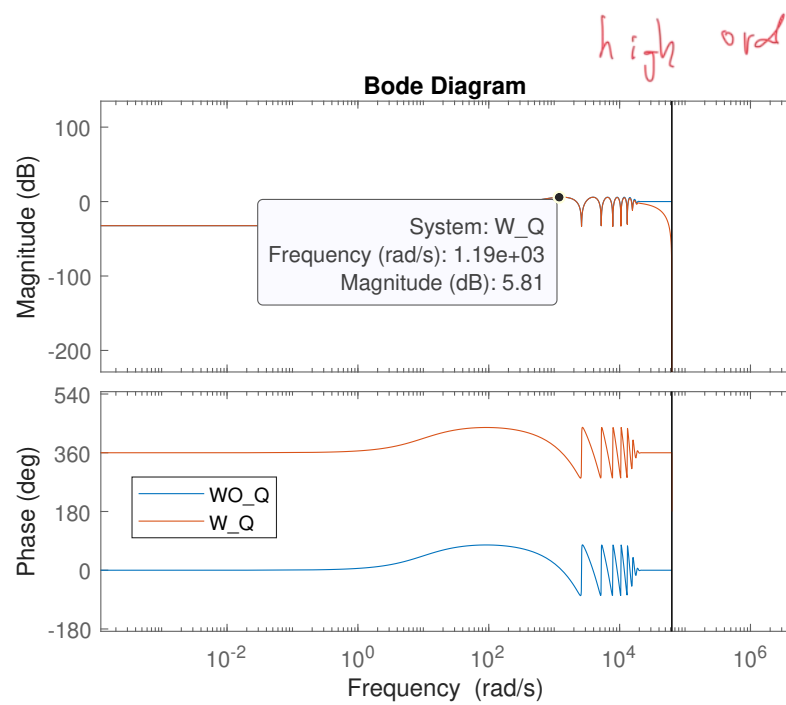 high ord
Bode Diagram
Magnitude (dB)
100
0
-100
-200
System: W_Q
Frequency (rad/s): 1.19e+03
Magnitude (dB): 5.81
Phase (deg)
540
360
180
0
-180
WO_Q
W_Q
10^-2 10^0 10^2 10^4 10^6
Frequency (rad/s)